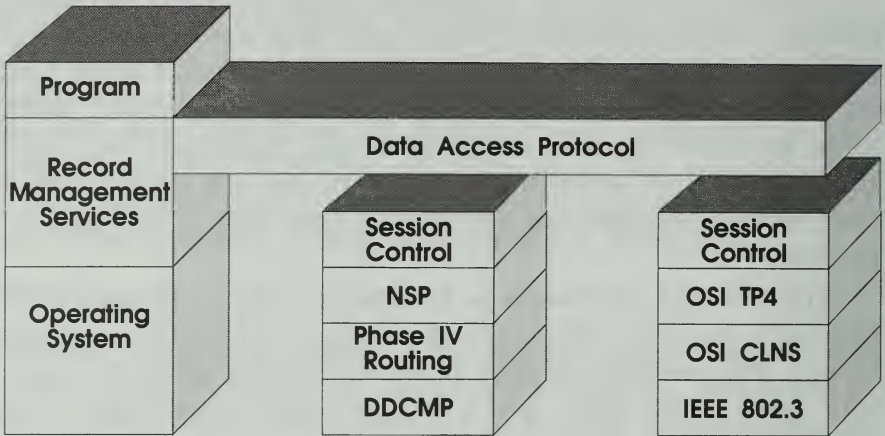 Program
Data Access Protocol
Record
Management
Services
Operating
System
Session
Control
NSP
Phase IV
Routing
DDCMP
Session
Control
OSI TP4
OSI CLNS
IEEE 802.3